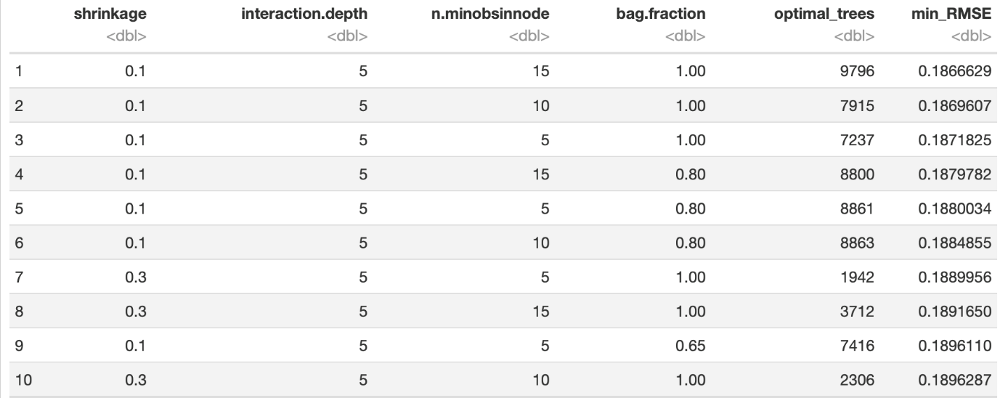 shrinkage interaction.depth n.minobsinnode bag.fraction optimal_trees min_RMSE
<dbl> <dbl> <dbl> <dbl> <dbl> <dbl>
1 0.1 5 15 1.00 9796 0.1866629
2 0.1 5 10 1.00 7915 0.1869607
3 0.1 5 5 1.00 7237 0.1871825
4 0.1 5 15 0.80 8800 0.1879782
5 0.1 5 5 0.80 8861 0.1880034
6 0.1 5 10 0.80 8863 0.1884855
7 0.3 5 5 1.00 1942 0.1889956
8 0.3 5 15 1.00 3712 0.1891650
9 0.1 5 5 0.65 7416 0.1896110
10 0.3 5 10 1.00 2306 0.1896287